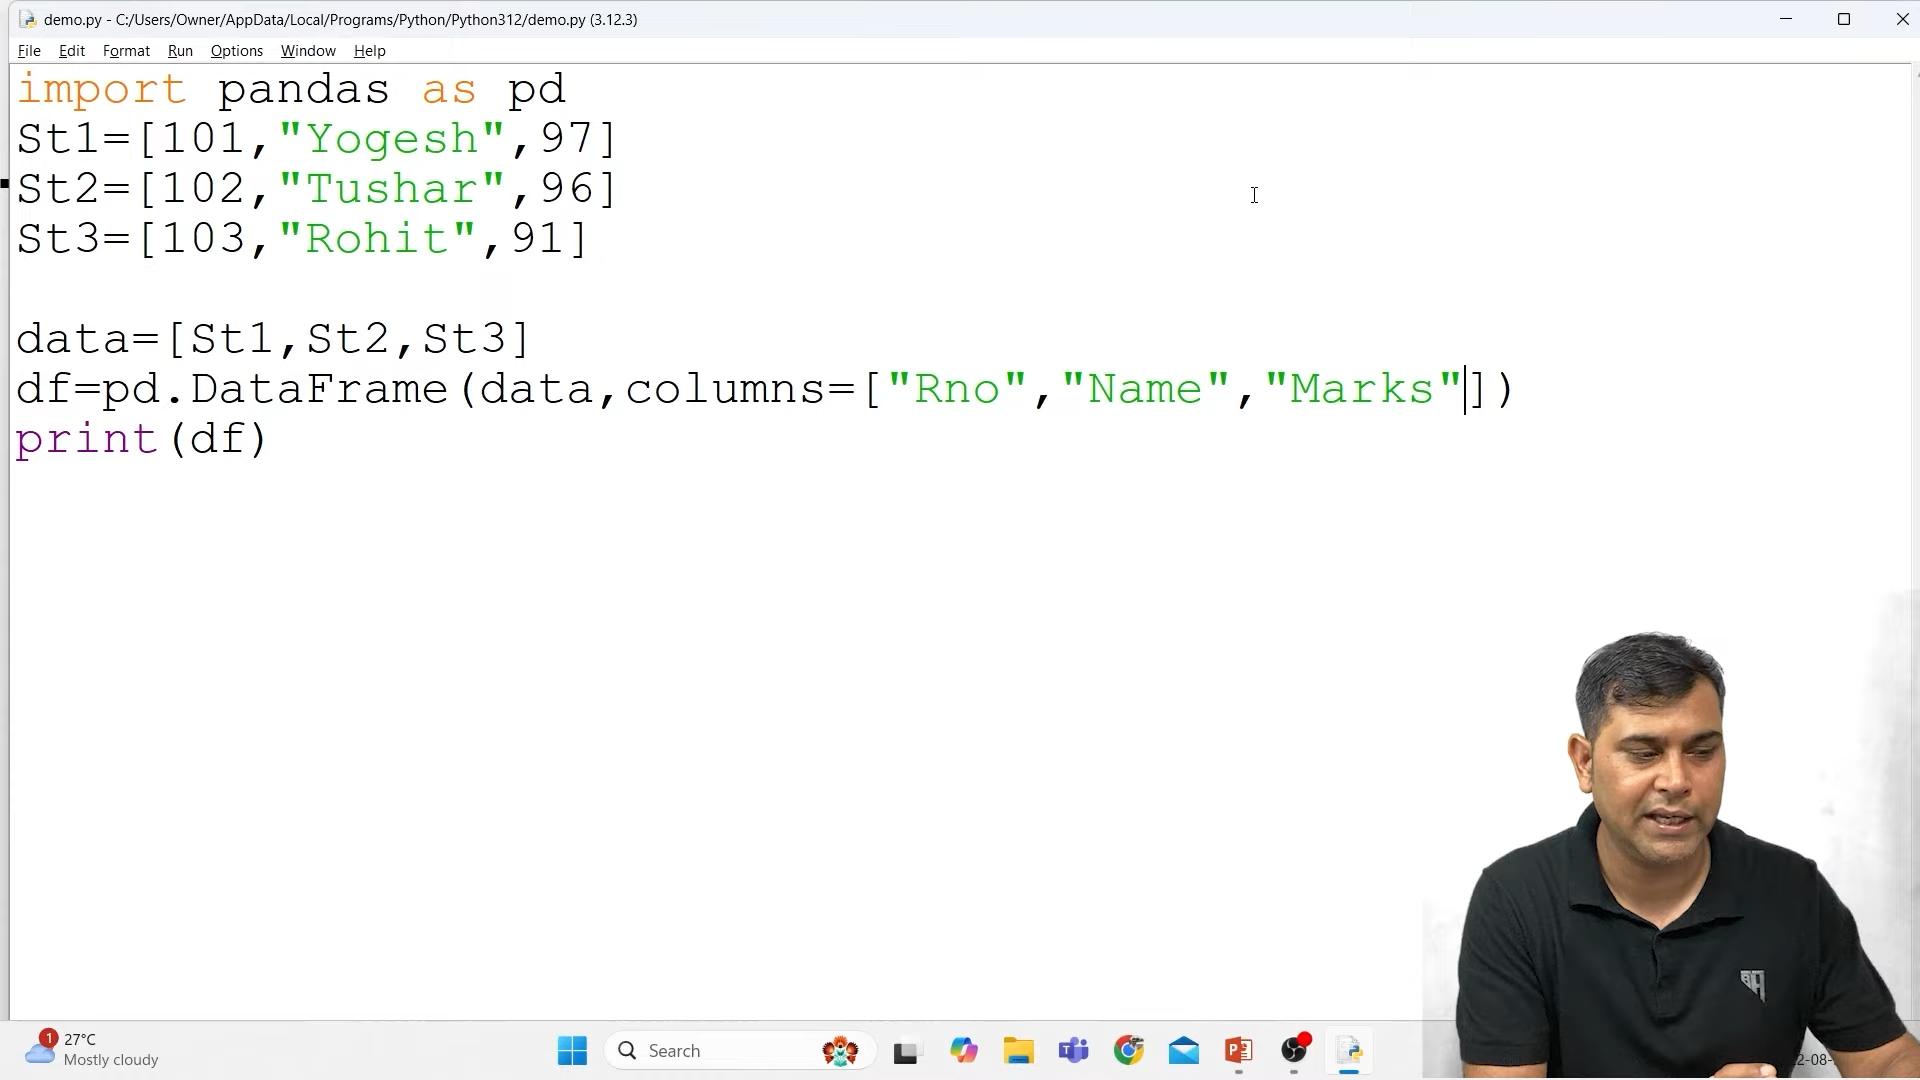 demo.py - C:/Users/Owner/AppData/Local/Programs/Python/Python312/demo.py (3.12.3)
File Edit Format Run Options Window Help
import pandas as pd
St1=[101,"Yogesh",97]
St2=[102,"Tushar",96]
St3=[103,"Rohit",91]
data=[St1,St2,St3]
df=pd.DataFrame(data,columns=["Rno","Name","Marks"])
print(df)
1
27°C
Mostly cloudy
Search